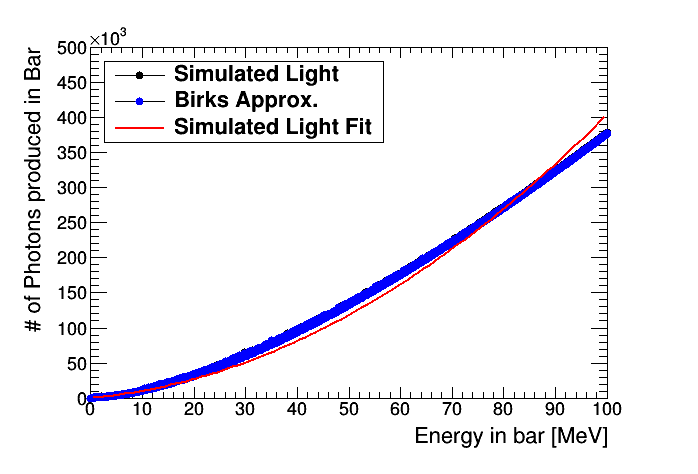 ×10³
# of Photons produced in Bar
500
450
400
350
300
250
200
150
100
50
0
Simulated Light
Birks Approx.
Simulated Light Fit
0 10 20 30 40 50 60 70 80 90 100
Energy in bar [MeV]